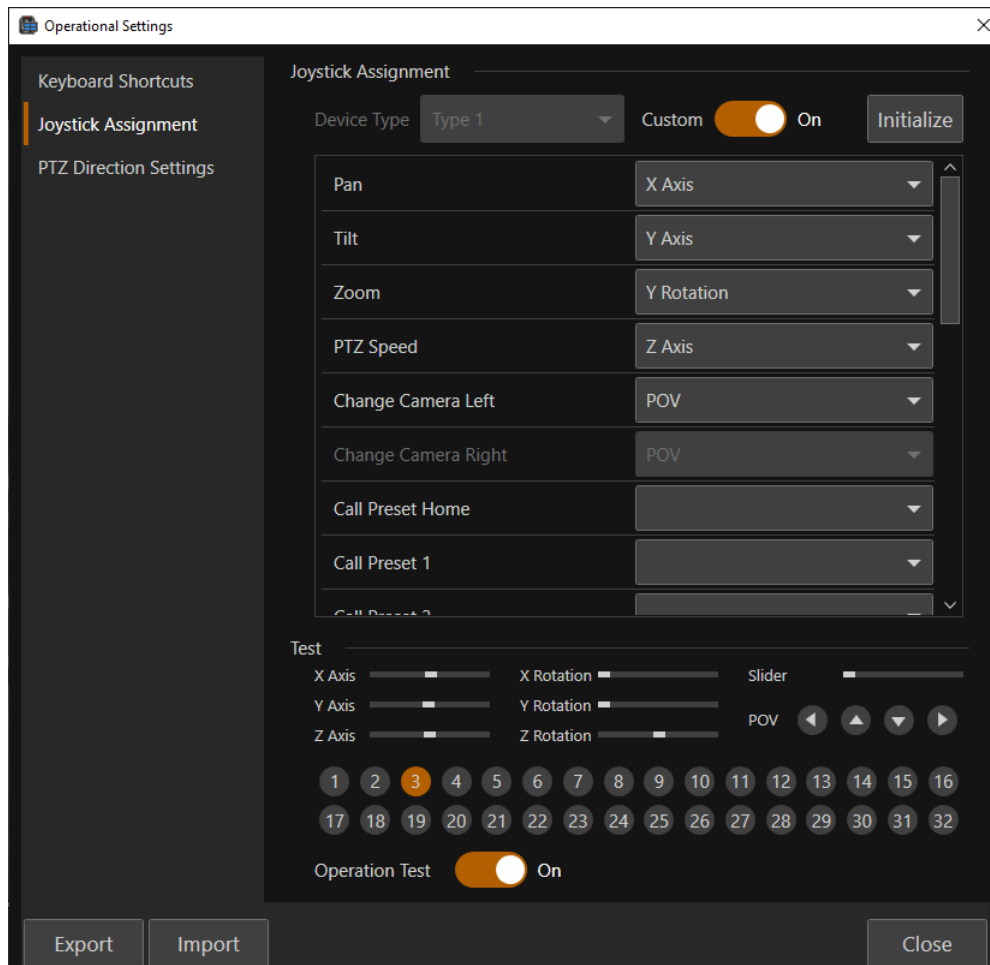 Operational Settings
Keyboard Shortcuts
Joystick Assignment
PTZ Direction Settings
Joystick Assignment
Device Type Type 1 Custom On Initialize
Pan X Axis
Tilt Y Axis
Zoom Y Rotation
PTZ Speed Z Axis
Change Camera Left POV
Change Camera Right POV
Call Preset Home
Call Preset 1
Call Preset 2
Test
X Axis X Rotation Slider
Y Axis Y Rotation POV
Z Axis Z Rotation
1 2 3 4 5 6 7 8 9 10 11 12 13 14 15 16
17 18 19 20 21 22 23 24 25 26 27 28 29 30 31 32
Operation Test On
Export Import Close